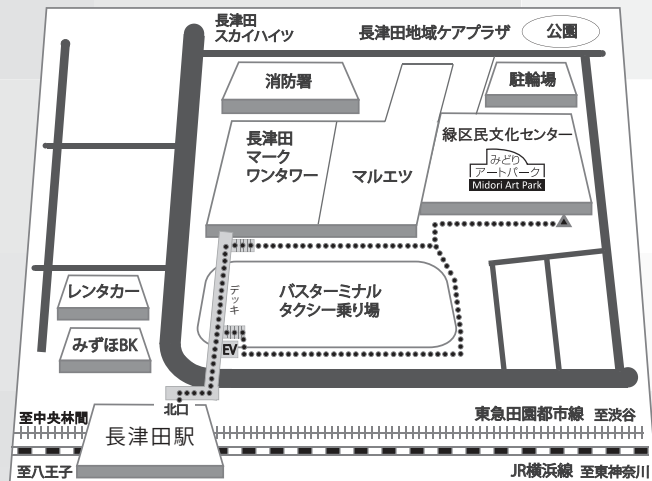 長津田
スカイハイツ
長津田地域ケアプラザ
公園
消防署
駐輪場
長津田
マーク
ワンタワー
マルエツ
緑区民文化センター
みどり
アートパーク
Midori Art Park
レンタカー
デッキ
バスターミナル
タクシー乗り場
みずほBK
EV
北口
至中央林間
長津田駅
東急田園都市線 至渋谷
至八王子
JR横浜線 至東神奈川